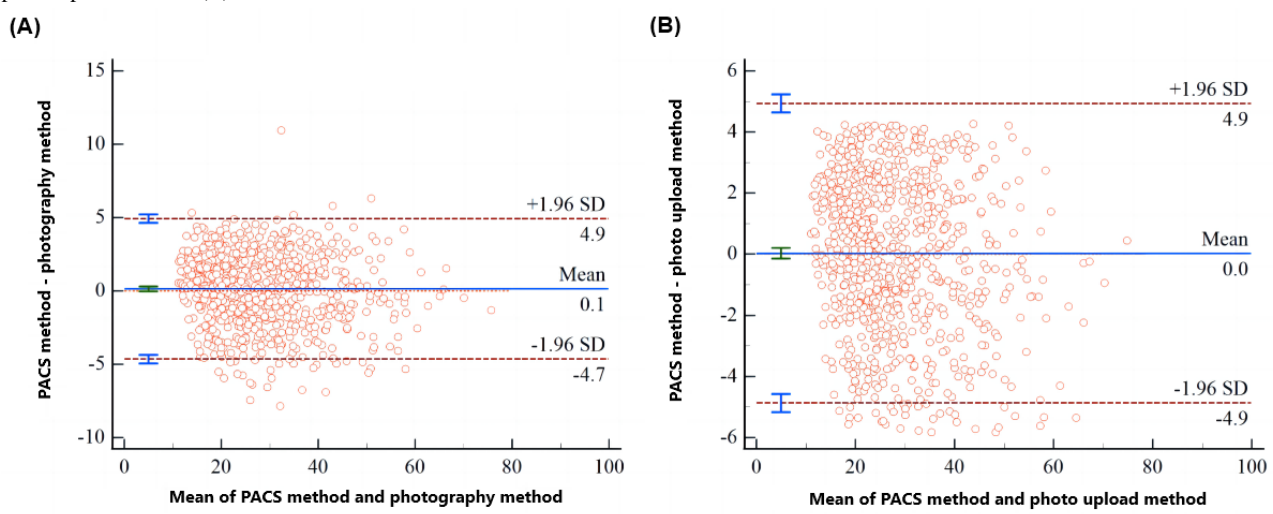 (A)
(B)
PACS method - photography method
15
10
5
0
-5
-10
+1.96 SD
4.9
Mean
0.1
-1.96 SD
-4.7
0
20
40
60
80
100
Mean of PACS method and photography method
PACS method - photo upload method
6
4
2
0
-2
-4
-6
+1.96 SD
4.9
Mean
0.0
-1.96 SD
-4.9
0
20
40
60
80
100
Mean of PACS method and photo upload method